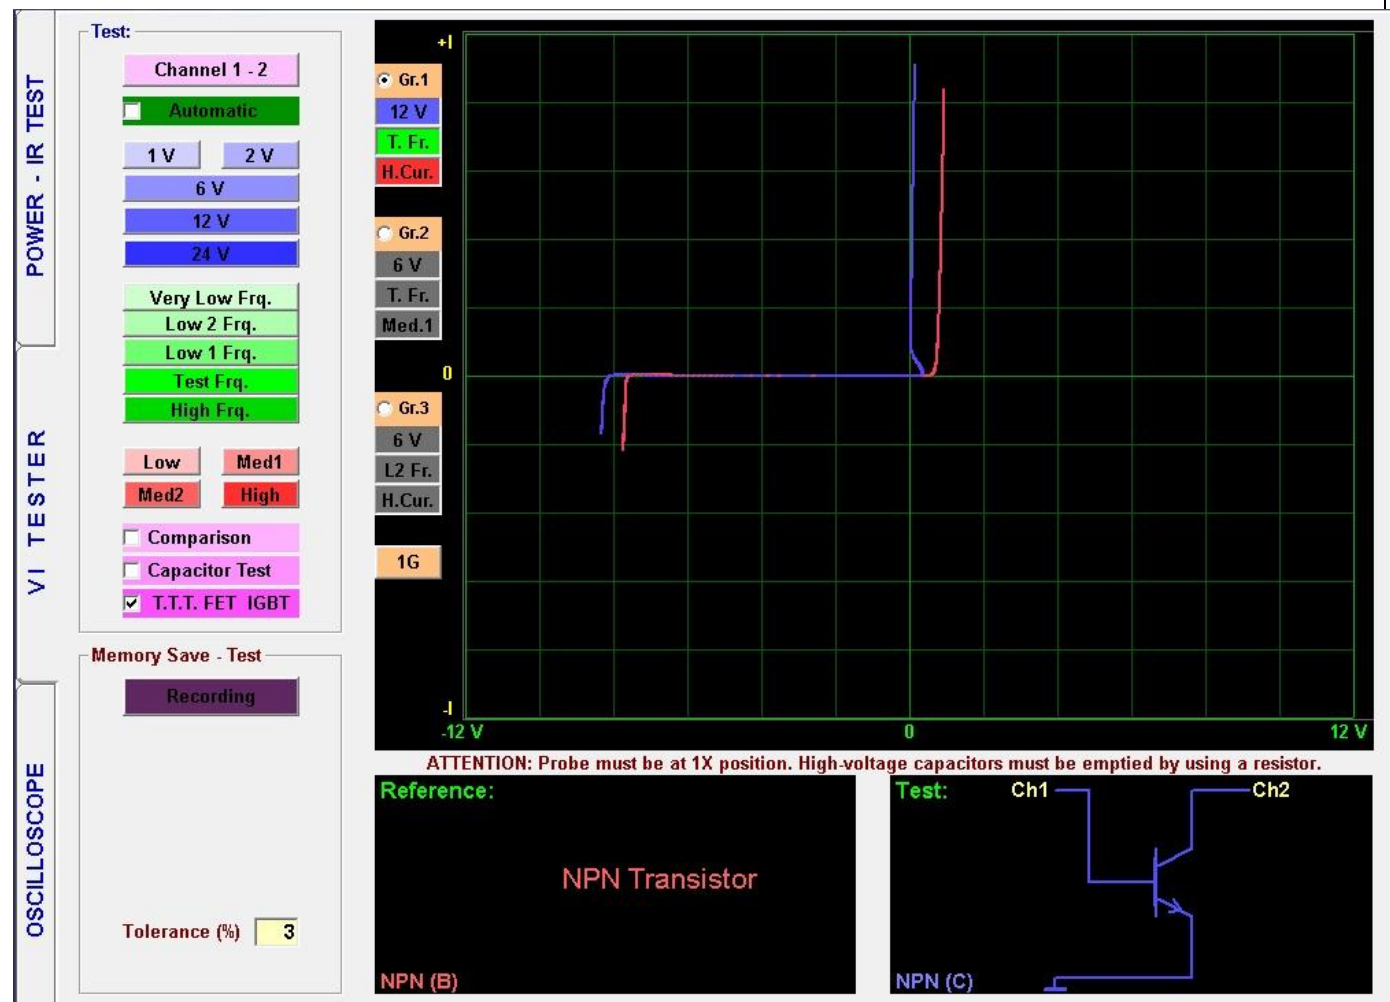 POWER - IR TEST
VI TESTER
OSCILLOSCOPE
Test:
Channel 1 - 2
Automatic
1 V 2 V
6 V
12 V
24 V
Very Low Frq.
Low 2 Frq.
Low 1 Frq.
Test Frq.
High Frq.
Low Med1
Med2 High
Comparison
Capacitor Test
T.T.T. FET IGBT
Memory Save - Test
Recording
Tolerance (%) 3
Gr.1
12 V
T. Fr.
H.Cur.
Gr.2
6 V
T. Fr.
Med.1
Gr.3
6 V
L2 Fr.
H.Cur.
1G
+I
0
-I
-12 V 0 12 V
ATTENTION: Probe must be at 1X position. High-voltage capacitors must be emptied by using a resistor.
Reference:
NPN Transistor
NPN (B)
Test: Ch1 Ch2
NPN (C)